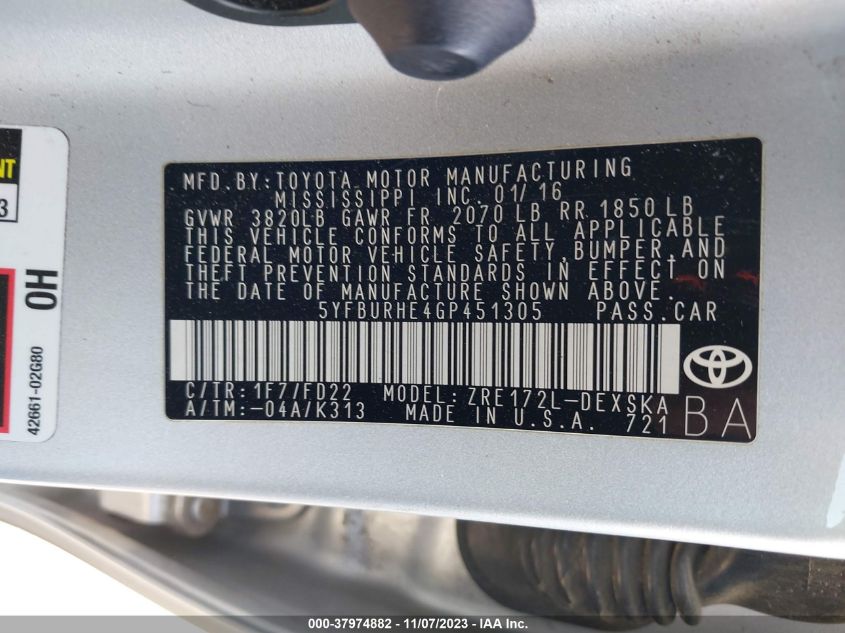 MFD. BY: TOYOTA MOTOR MANUFACTURING
MISSISSIPPI INC. 01/16
GVWR 3820LB GAWR FR 2070 LB RR 1850 LB
THIS VEHICLE CONFORMS TO ALL APPLICABLE
FEDERAL MOTOR VEHICLE SAFETY, BUMPER, AND
THEFT PREVENTION STANDARDS IN EFFECT ON
THE DATE OF MANUFACTURE SHOWN ABOVE.
5YFBURHE4GP451305 PASS.CAR
C/TR: 1F7/FD22 MODEL: ZRE172L-DEXSKA
A/TM:-04A/K313 MADE IN U.S.A. 721
BA
NT
3
OH
42661-02G80
000-37974882 - 11/07/2023 - IAA Inc.